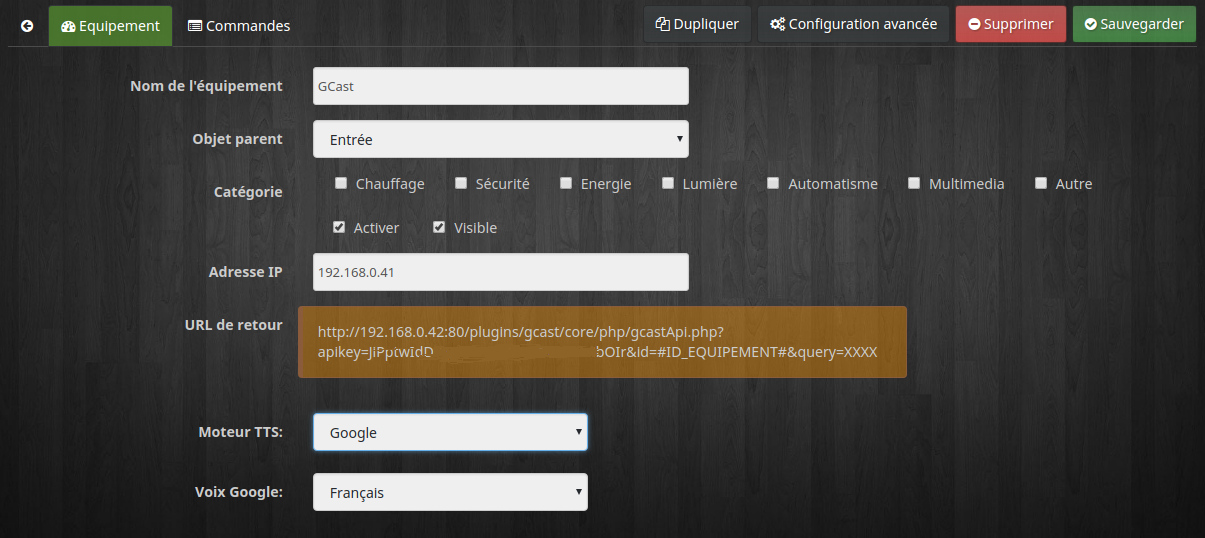 Equipement Commandes Dupliquer Configuration avancée Supprimer Sauvegarder
Nom de l'équipement GCast
Objet parent Entrée
Catégorie Chauffage Sécurité Energie Lumière Automatisme Multimedia Autre
Activer Visible
Adresse IP 192.168.0.41
URL de retour http://192.168.0.42:80/plugins/gcast/core/php/gcastApi.php?
apikey=JiPptwIdD bOIr&id=#ID_EQUIPEMENT#&query=XXXX
Moteur TTS: Google
Voix Google: Français